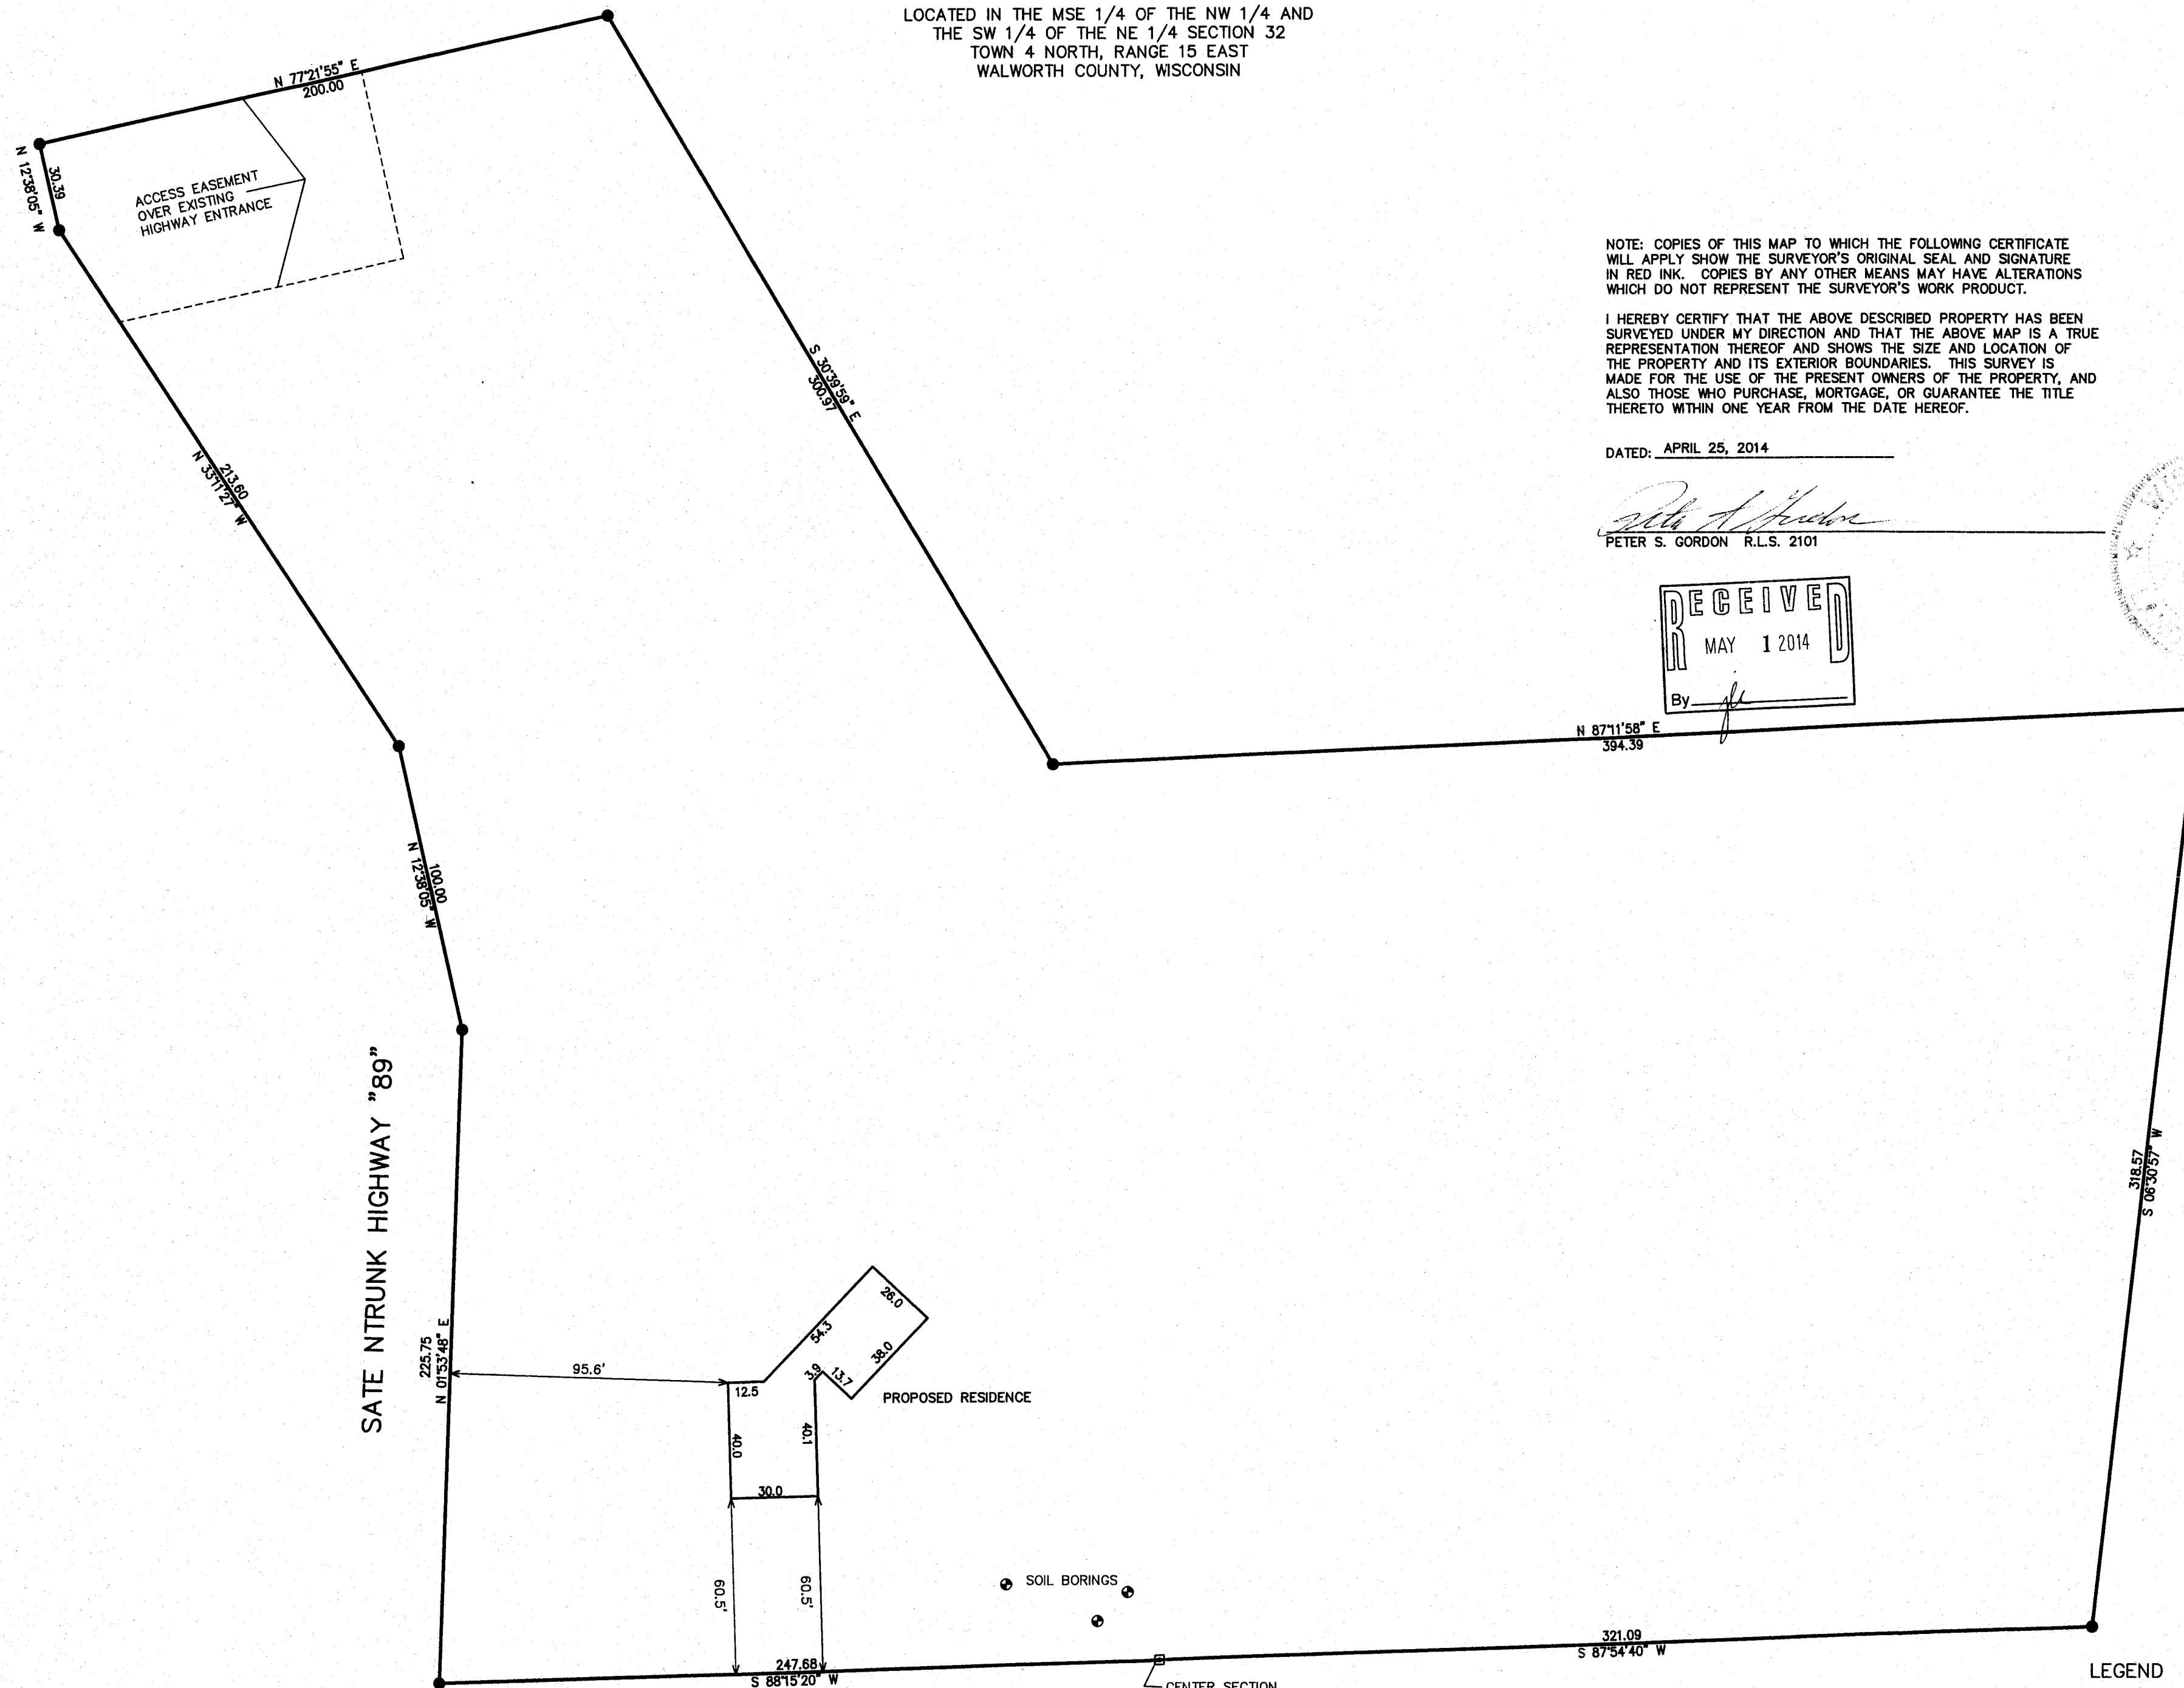 LOCATED IN THE MSE 1/4 OF THE NW 1/4 AND
THE SW 1/4 OF THE NE 1/4 SECTION 32
TOWN 4 NORTH, RANGE 15 EAST
WALWORTH COUNTY, WISCONSIN
N 77°21'55" E
200.00
30.39
N 12°38'05" W
ACCESS EASEMENT
OVER EXISTING
HIGHWAY ENTRANCE
NOTE: COPIES OF THIS MAP TO WHICH THE FOLLOWING CERTIFICATE
WILL APPLY SHOW THE SURVEYOR'S ORIGINAL SEAL AND SIGNATURE
IN RED INK. COPIES BY ANY OTHER MEANS MAY HAVE ALTERATIONS
WHICH DO NOT REPRESENT THE SURVEYOR'S WORK PRODUCT.
I HEREBY CERTIFY THAT THE ABOVE DESCRIBED PROPERTY HAS BEEN
SURVEYED UNDER MY DIRECTION AND THAT THE ABOVE MAP IS A TRUE
REPRESENTATION THEREOF AND SHOWS THE SIZE AND LOCATION OF
THE PROPERTY AND ITS EXTERIOR BOUNDARIES. THIS SURVEY IS
MADE FOR THE USE OF THE PRESENT OWNERS OF THE PROPERTY, AND
ALSO THOSE WHO PURCHASE, MORTGAGE, OR GUARANTEE THE TITLE
THERETO WITHIN ONE YEAR FROM THE DATE HEREOF.
DATED: APRIL 25, 2014
PETER S. GORDON R.L.S. 2101
RECEIVED
MAY 1 2014
By
S 30°39'59" E
300.97
213.60
N 33°11'27" W
N 87°11'58" E
394.39
100.00
N 12°38'05" W
SATE NTRUNK HIGHWAY "89"
225.75
N 01°53'48" E
95.6'
12.5
54.3
26.0
38.0
13.7
3.9
40.0
40.1
30.0
PROPOSED RESIDENCE
60.5'
60.5'
SOIL BORINGS
318.57
S 06°30'57" W
247.68
S 88°15'20" W
321.09
S 87°54'40" W
CENTER SECTION
LEGEND